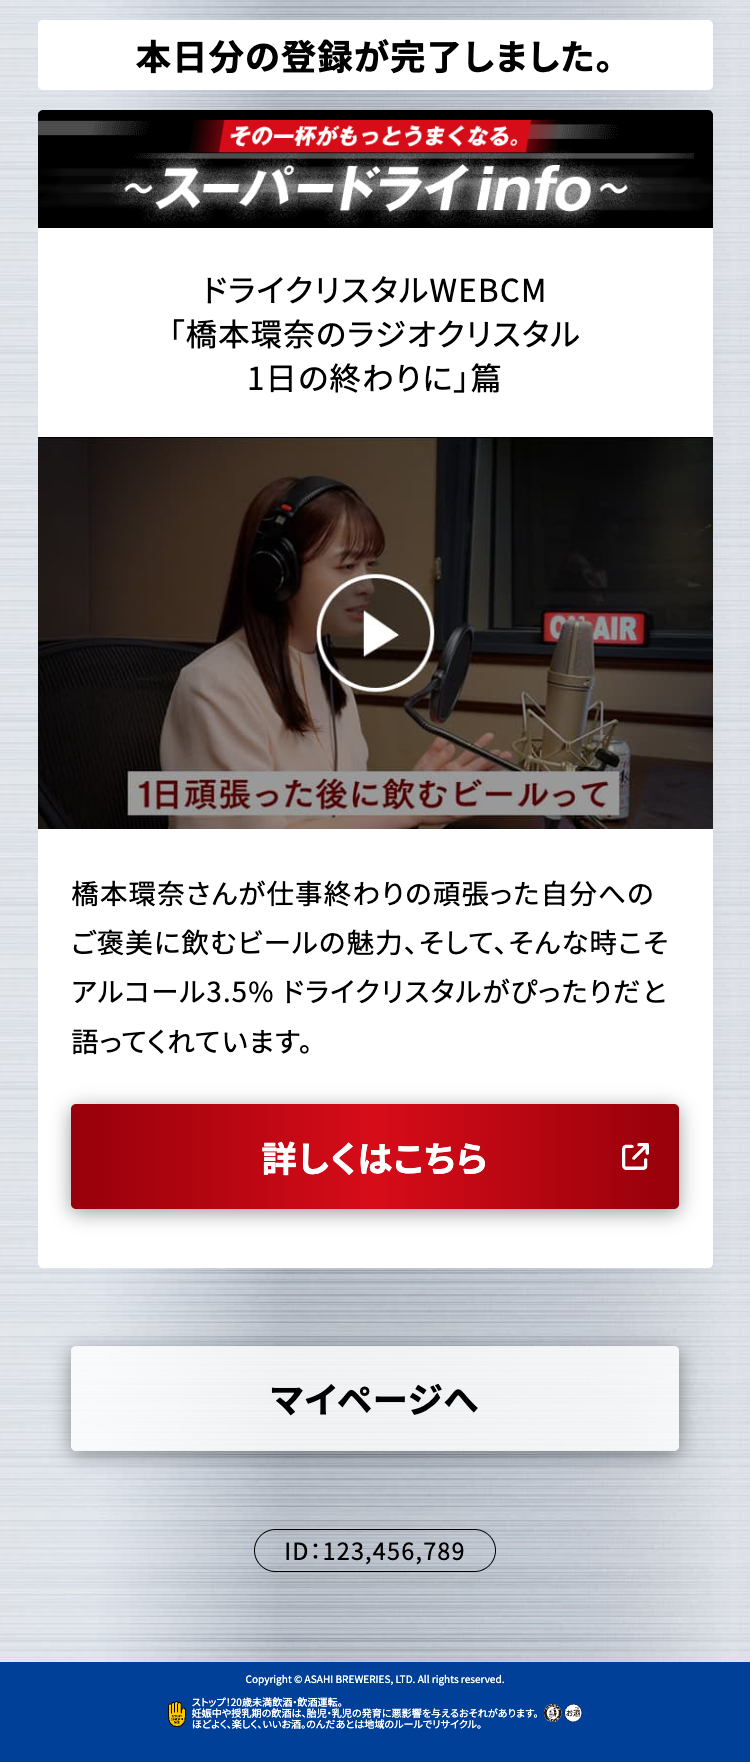 本日分の登録が完了しました。
その一杯がもっとうまくなる。
～スーパードライinfo～
ドライクリスタルWEBCM
「橋本環奈のラジオクリスタル
1日の終わりに」篇
ON AIR
1日頑張った後に飲むビールって
橋本環奈さんが仕事終わりの頑張った自分への
ご褒美に飲むビールの魅力、そして、そんな時こそ
アルコール3.5% ドライクリスタルがぴったりだと
語ってくれています。
詳しくはこちら
マイページへ
ID：123,456,789
Copyright © ASAHI BREWERIES, LTD. All rights reserved.
ストップ！20歳未満飲酒・飲酒運転。
妊娠中や授乳期の飲酒は、胎児・乳児の発育に悪影響を与えるおそれがあります。
ほどよく、楽しく、いいお酒。のんだあとは地域のルールでリサイクル。
お酒